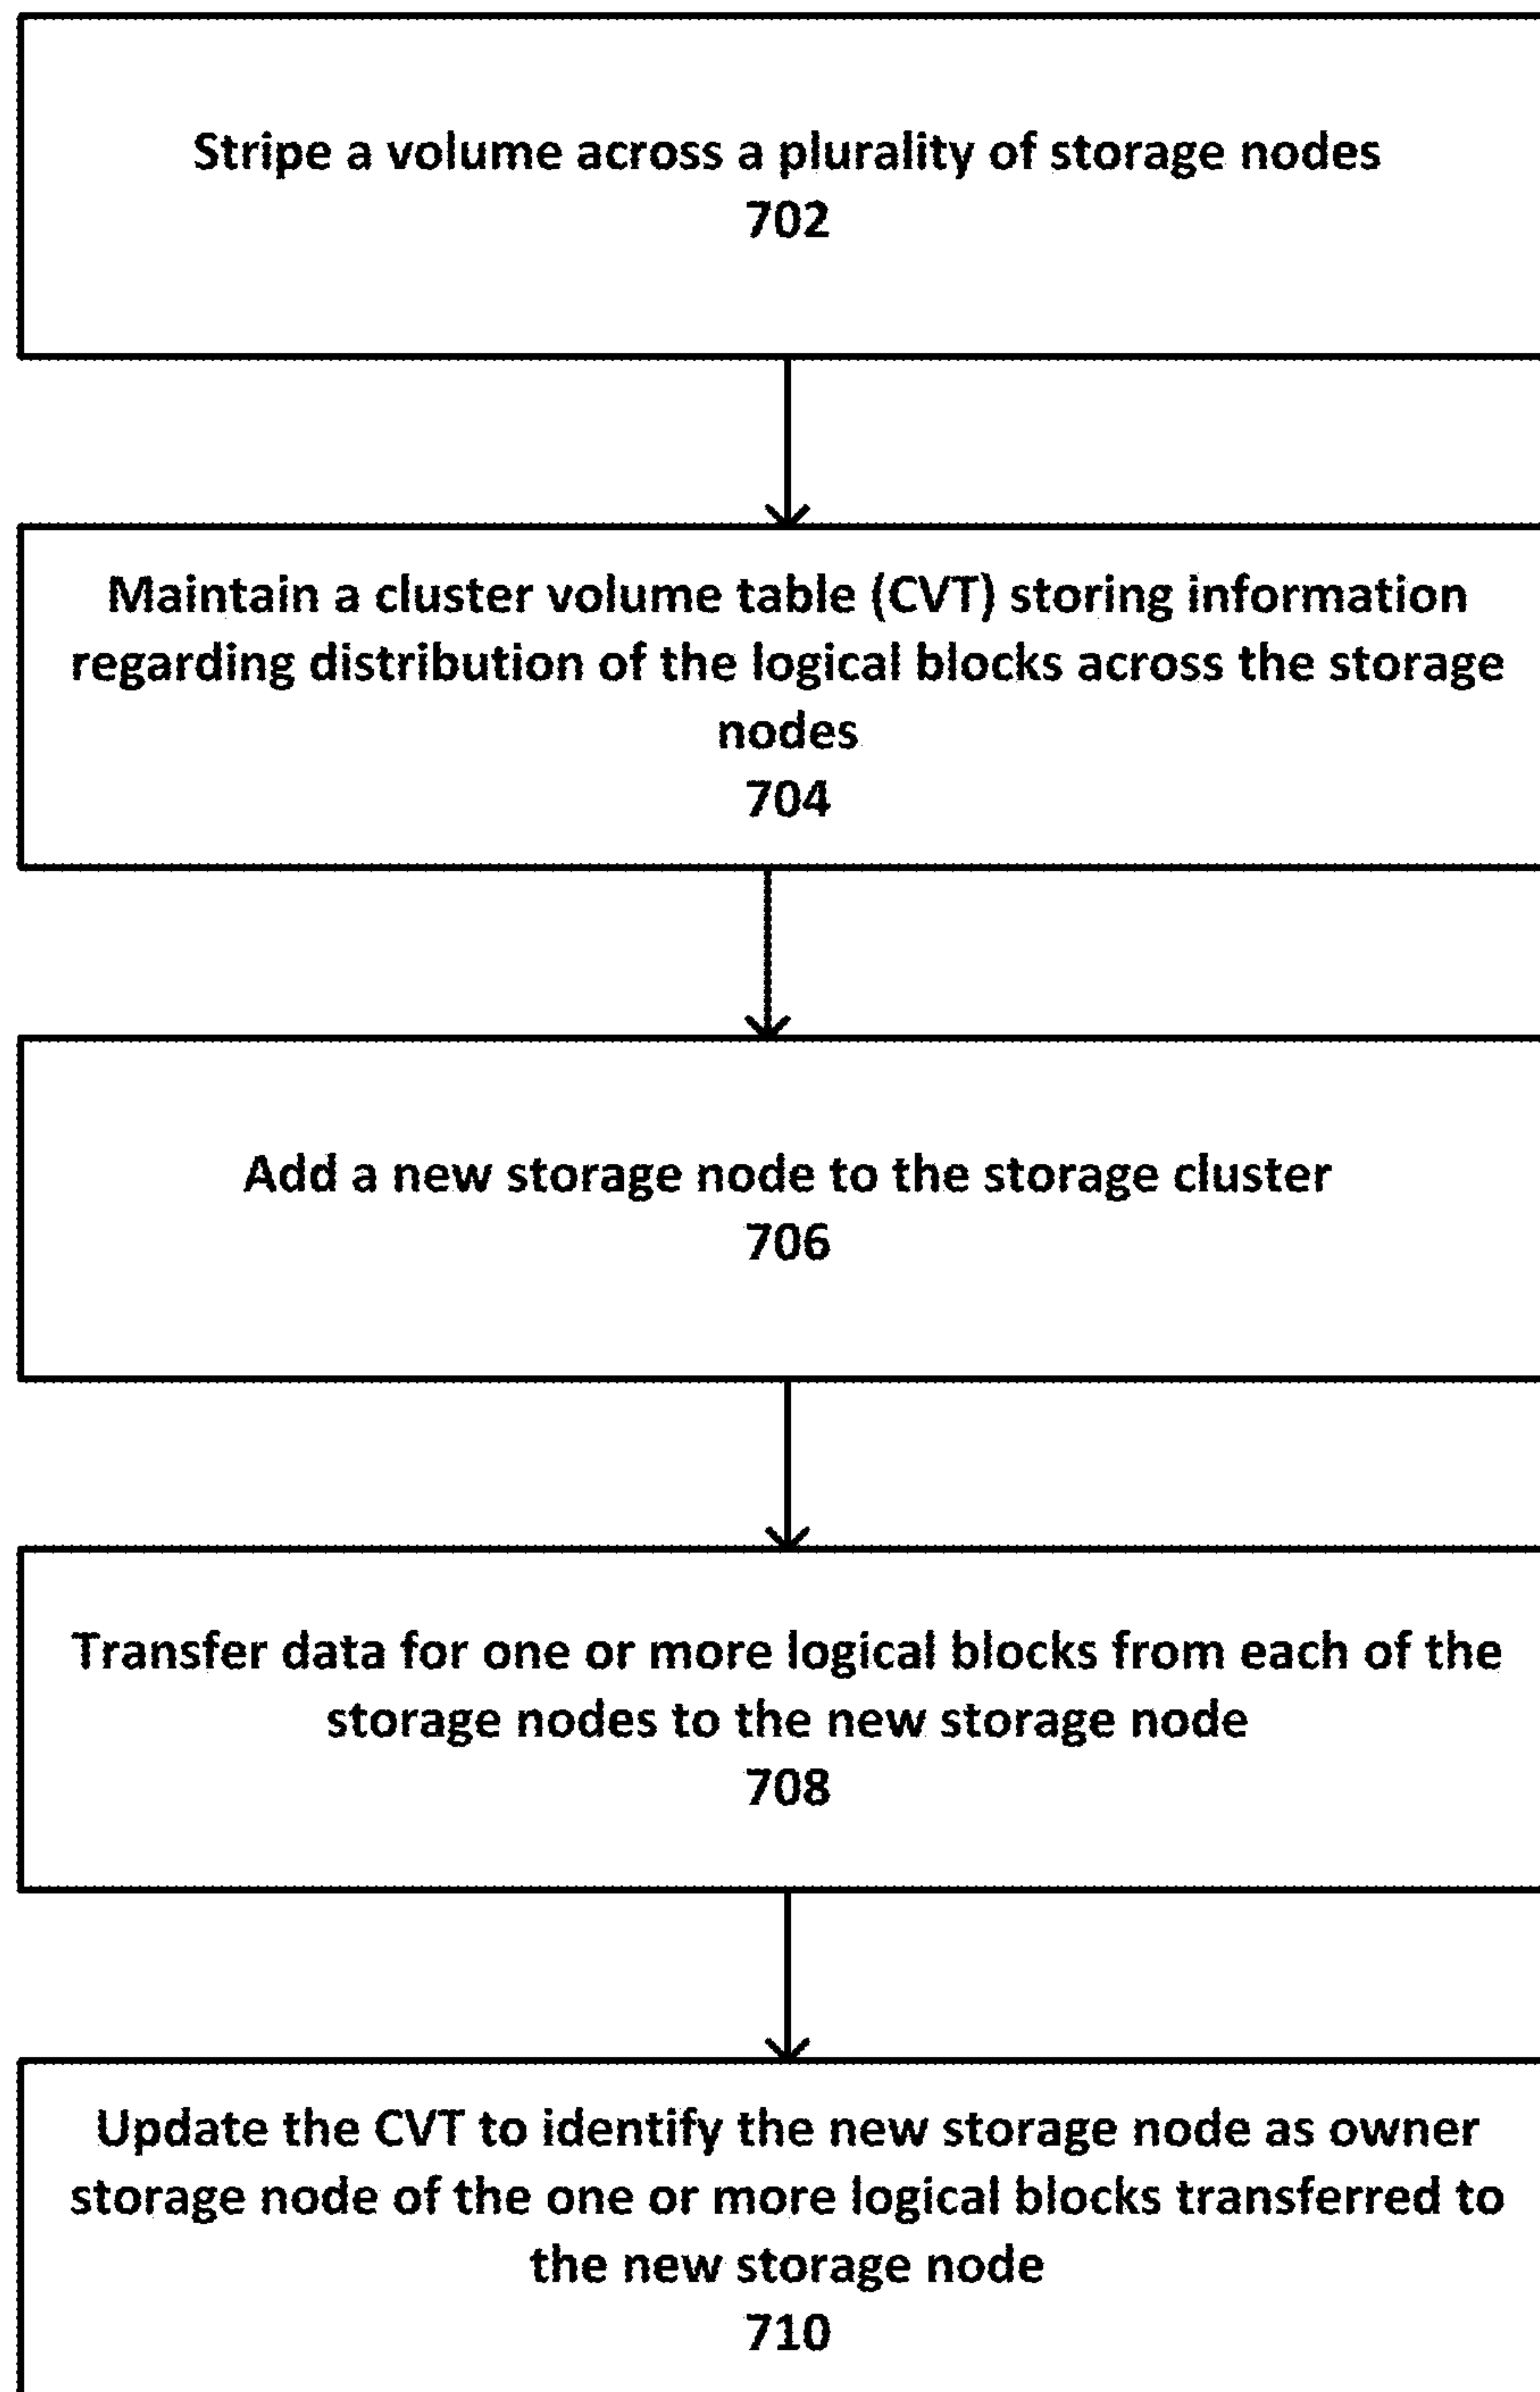 Stripe a volume across a plurality of storage nodes
702
Maintain a cluster volume table (CVT) storing information
regarding distribution of the logical blocks across the storage
nodes
704
Add a new storage node to the storage cluster
706
Transfer data for one or more logical blocks from each of the
storage nodes to the new storage node
708
Update the CVT to identify the new storage node as owner
storage node of the one or more logical blocks transferred to
the new storage node
710